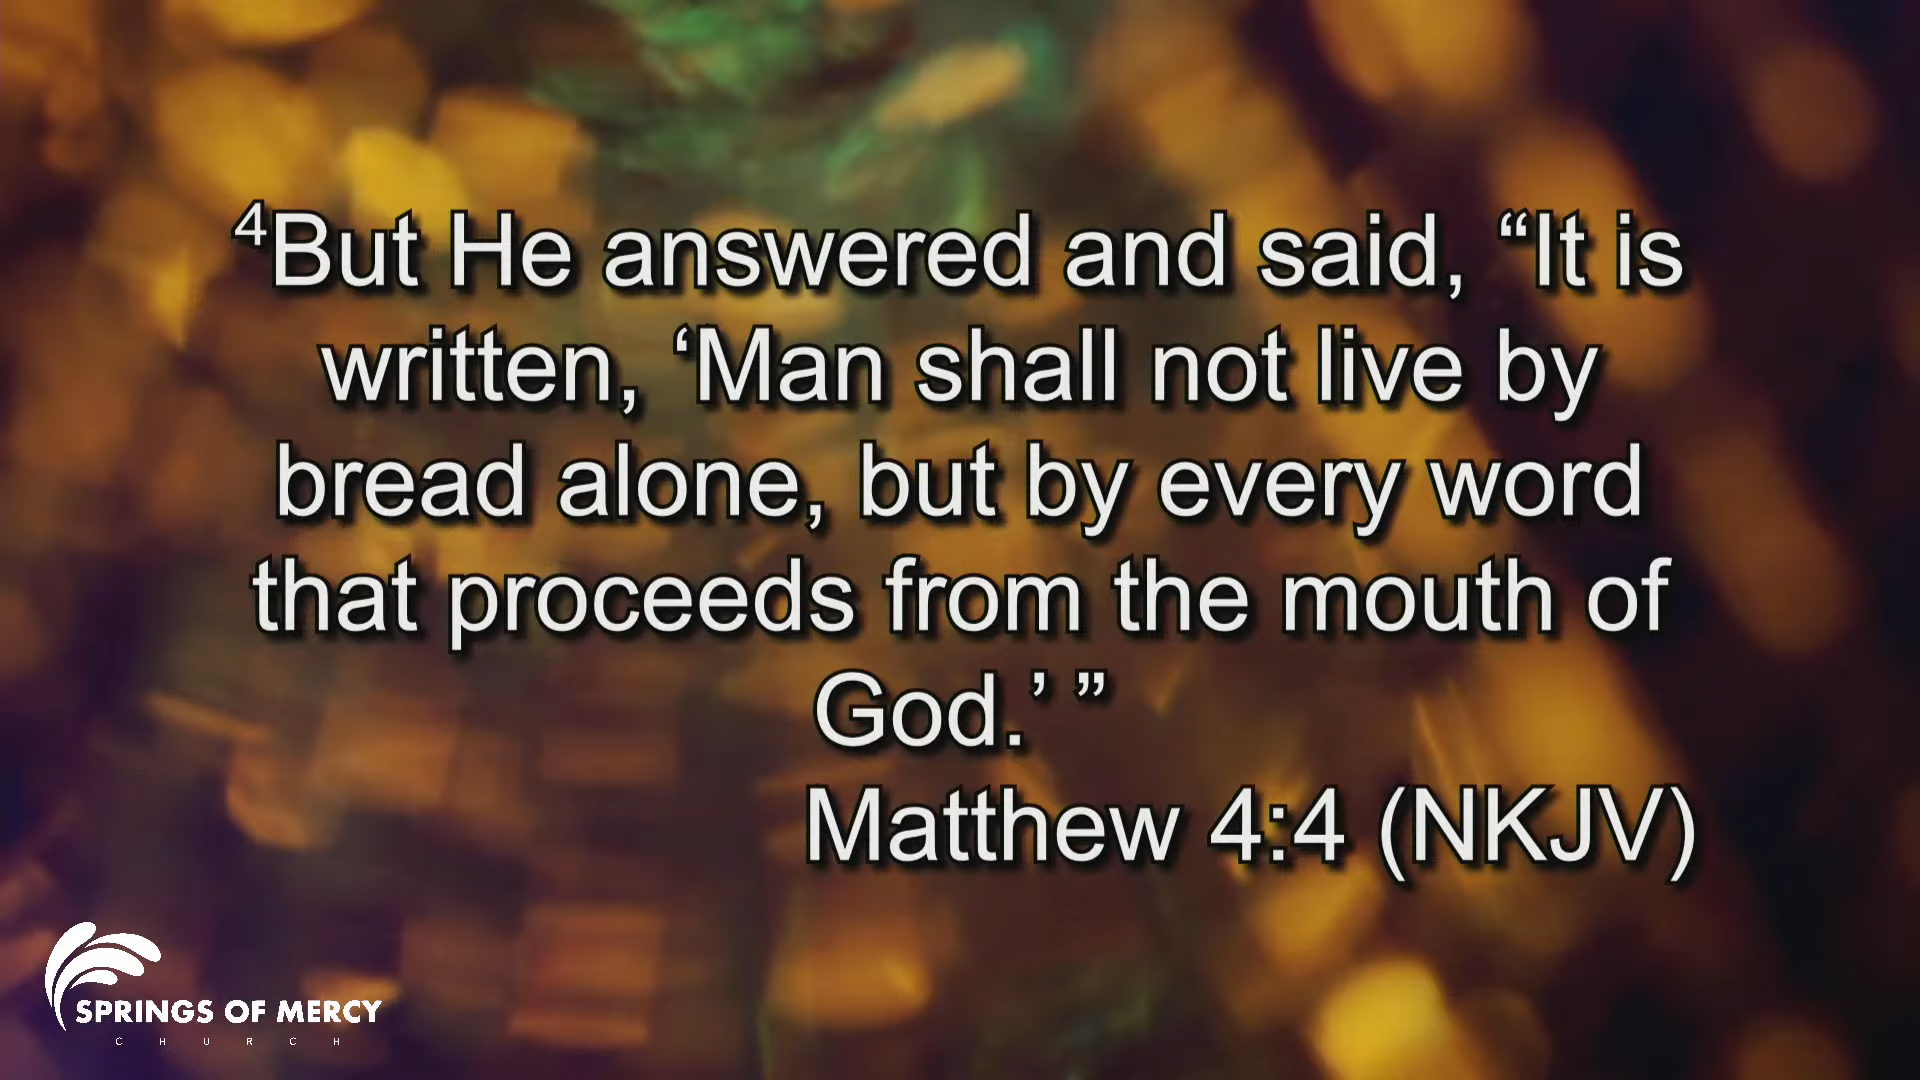 ⁴But He answered and said, “It is
written, ‘Man shall not live by
bread alone, but by every word
that proceeds from the mouth of
God.’ ”
Matthew 4:4 (NKJV)
SPRINGS OF MERCY
CHURCH